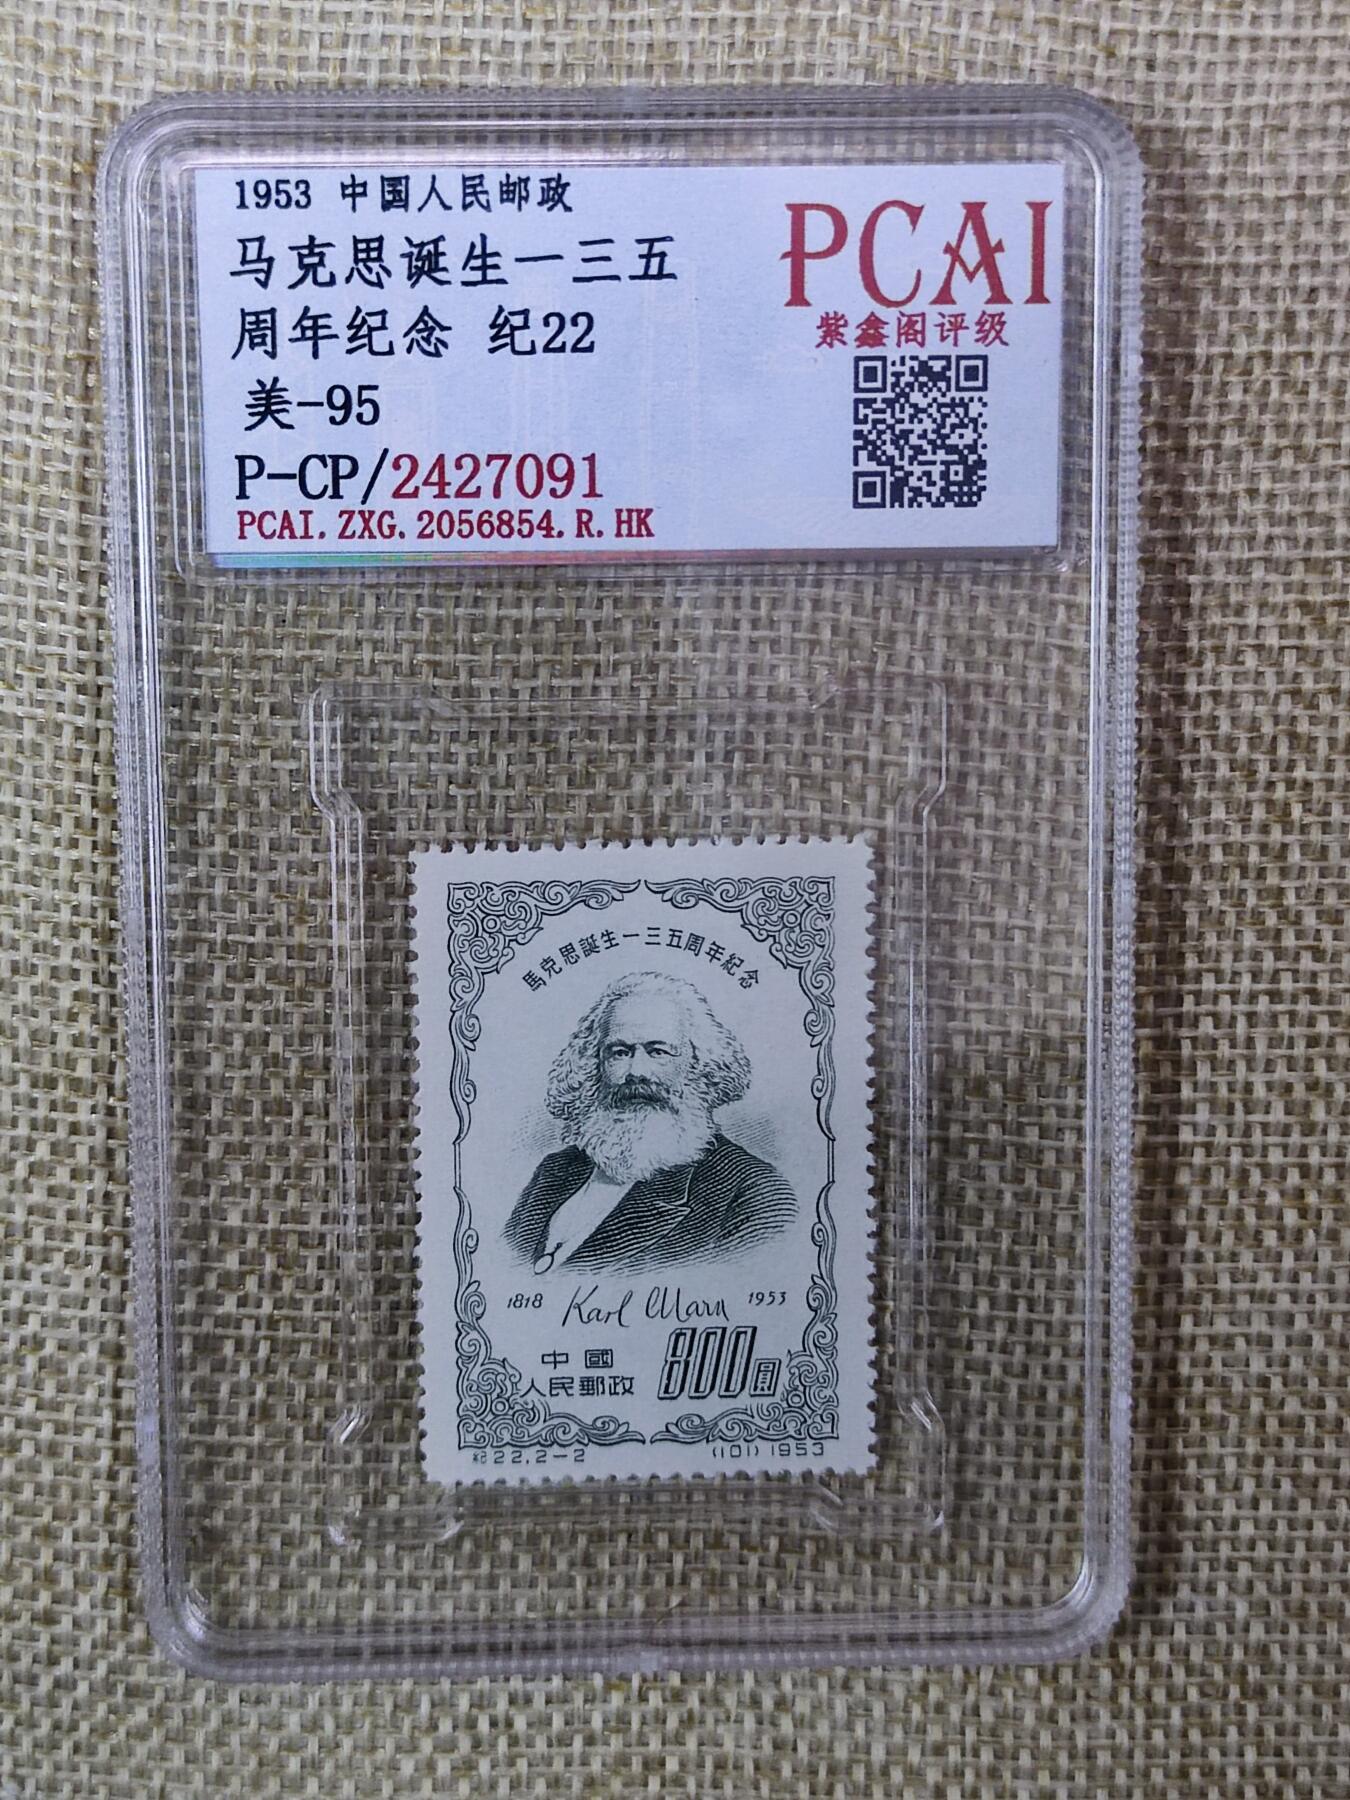 1953 中国人民邮政
马克思诞生一三五
周年纪念 纪22
美-95
P-CP/2427091
PCAI.ZXG.2056854.R.HK
PCAI
紫鑫阁评级
馬克思誕生一三五周年紀念
1818 Karl Marx 1953
中國
人民郵政
800圓
紀22.2-2 (101) 1953